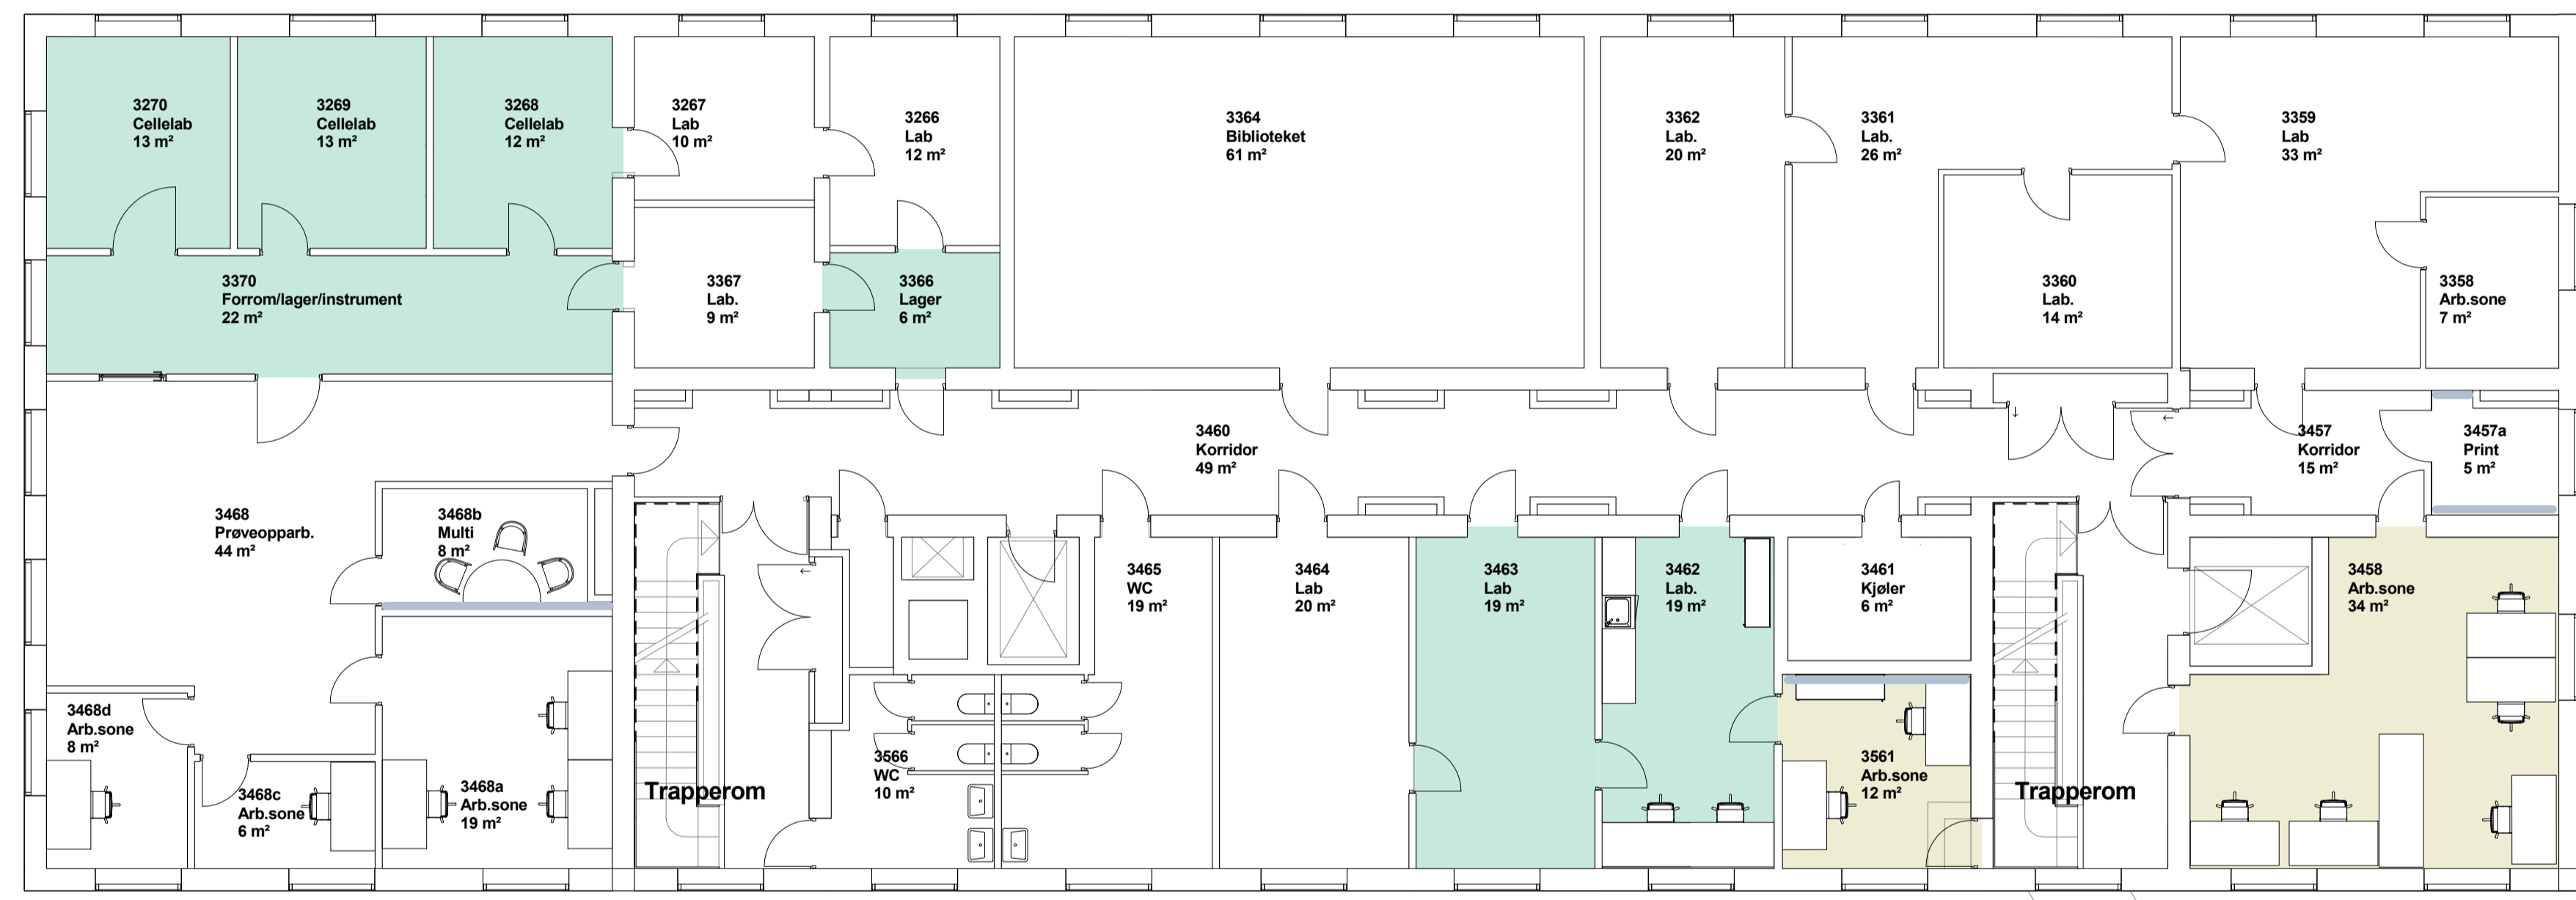 3270
Cellelab
13 m²
3269
Cellelab
13 m²
3268
Cellelab
12 m²
3267
Lab
10 m²
3266
Lab
12 m²
3364
Biblioteket
61 m²
3362
Lab.
20 m²
3361
Lab.
26 m²
3359
Lab
33 m²
3370
Forrom/lager/instrument
22 m²
3367
Lab.
9 m²
3366
Lager
6 m²
3360
Lab.
14 m²
3358
Arb.sone
7 m²
3460
Korridor
49 m²
3457
Korridor
15 m²
3457a
Print
5 m²
3468
Prøveopparb.
44 m²
3468b
Multi
8 m²
3465
WC
19 m²
3464
Lab
20 m²
3463
Lab
19 m²
3462
Lab.
19 m²
3461
Kjøler
6 m²
3458
Arb.sone
34 m²
3468d
Arb.sone
8 m²
3468c
Arb.sone
6 m²
3468a
Arb.sone
19 m²
Trapperom
3566
WC
10 m²
3561
Arb.sone
12 m²
Trapperom